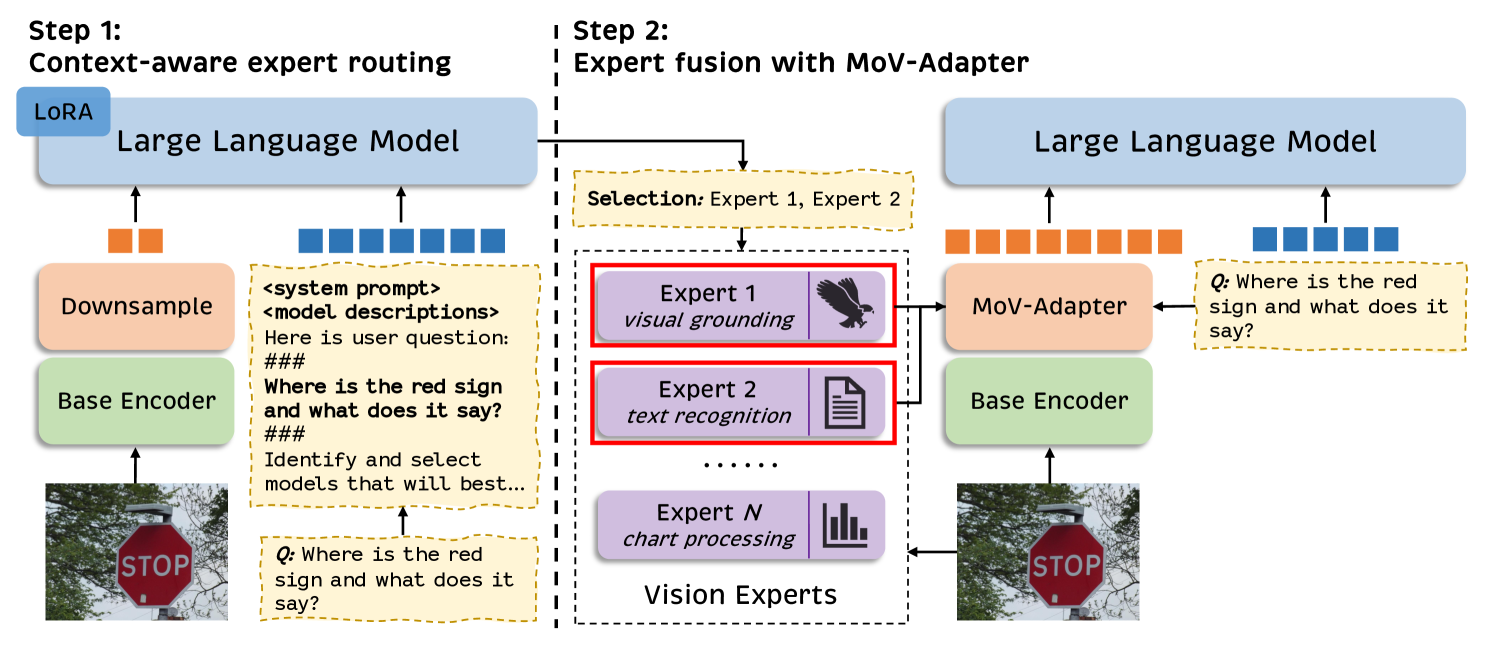 Step 1:
Context-aware expert routing
LoRA
Large Language Model
Downsample
Base Encoder
STOP
<system prompt>
<model descriptions>
Here is user question:
###
Where is the red sign
and what does it say?
###
Identify and select
models that will best...
Q: Where is the red
sign and what does it
say?
Step 2:
Expert fusion with MoV-Adapter
Selection: Expert 1, Expert 2
Expert 1
visual grounding
Expert 2
text recognition
......
Expert N
chart processing
Vision Experts
Large Language Model
MoV-Adapter
Base Encoder
STOP
Q: Where is the red
sign and what does it
say?